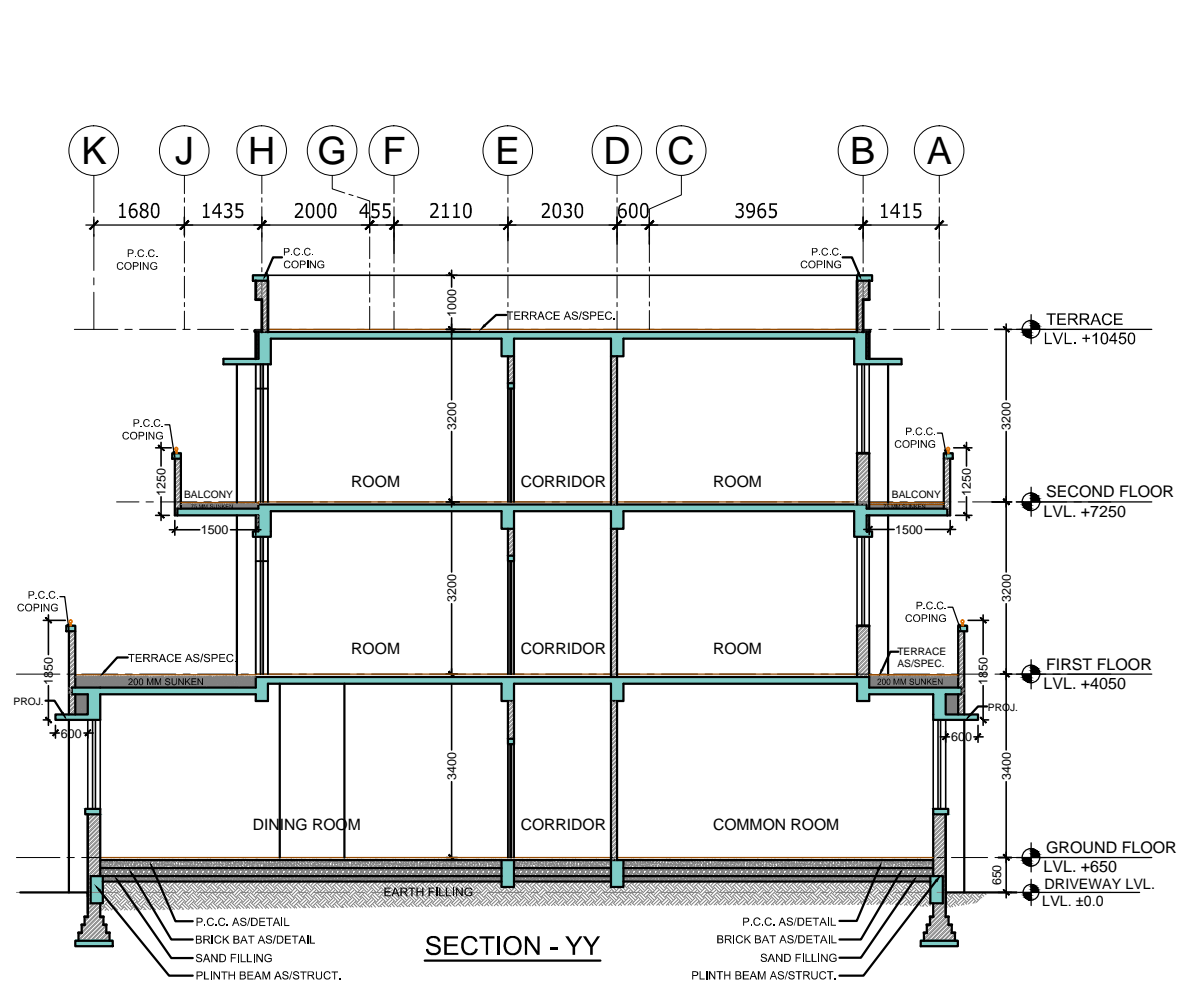 K J H G F E D C B A
1680 1435 2000 455 2110 2030 600 3965 1415
P.C.C.
COPING
P.C.C.
COPING
P.C.C.
COPING
1000
TERRACE AS/SPEC.
TERRACE
LVL. +10450
3200
3200
P.C.C.
COPING
1250
P.C.C.
COPING
1250
BALCONY
ROOM
CORRIDOR
ROOM
BALCONY
SECOND FLOOR
LVL. +7250
1500
1500
3200
3200
P.C.C.
COPING
1850
P.C.C.
COPING
1850
TERRACE AS/SPEC.
ROOM
CORRIDOR
ROOM
TERRACE
AS/SPEC.
200 MM SUNKEN
200 MM SUNKEN
FIRST FLOOR
LVL. +4050
PROJ.
PROJ.
600
600
3400
3400
DINING ROOM
CORRIDOR
COMMON ROOM
GROUND FLOOR
LVL. +650
650
EARTH FILLING
DRIVEWAY LVL.
LVL. ±0.0
P.C.C. AS/DETAIL
BRICK BAT AS/DETAIL
SAND FILLING
PLINTH BEAM AS/STRUCT.
SECTION - YY
P.C.C. AS/DETAIL
BRICK BAT AS/DETAIL
SAND FILLING
PLINTH BEAM AS/STRUCT.